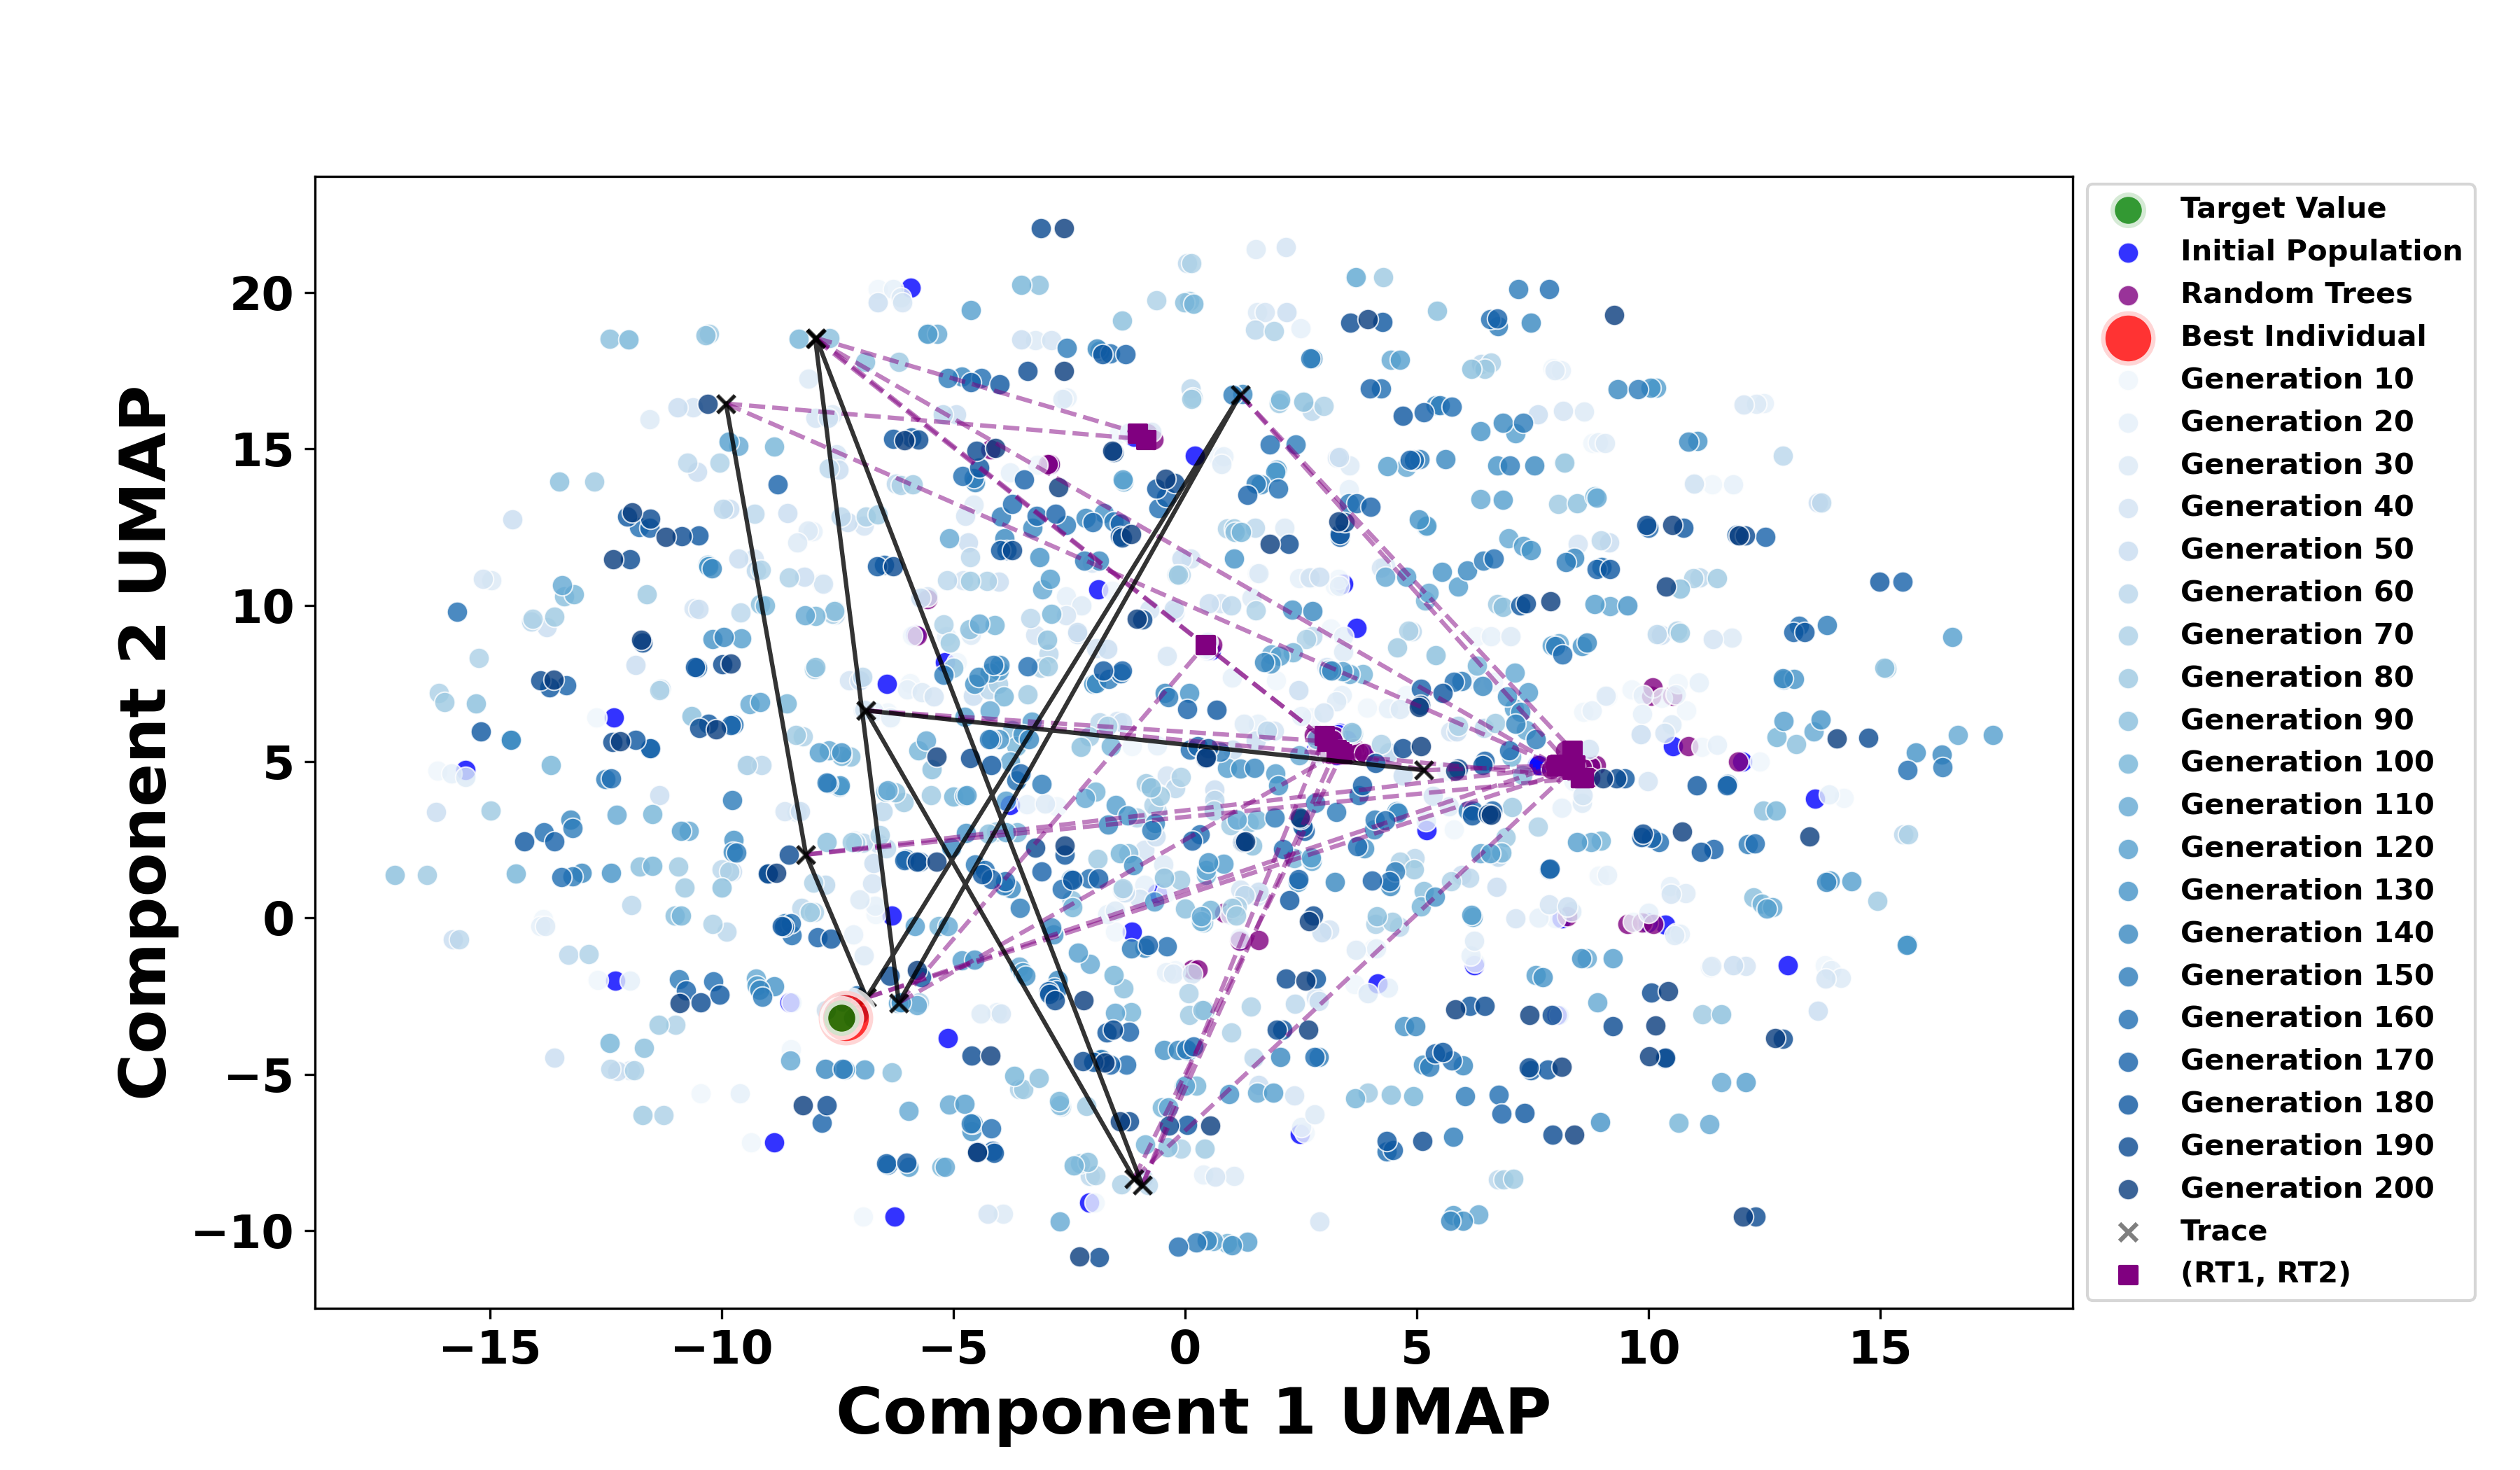 Component 2 UMAP
20
15
10
5
0
−5
−10
−15
−10
−5
0
5
10
15
Component 1 UMAP
Target Value
Initial Population
Random Trees
Best Individual
Generation 10
Generation 20
Generation 30
Generation 40
Generation 50
Generation 60
Generation 70
Generation 80
Generation 90
Generation 100
Generation 110
Generation 120
Generation 130
Generation 140
Generation 150
Generation 160
Generation 170
Generation 180
Generation 190
Generation 200
Trace
(RT1, RT2)